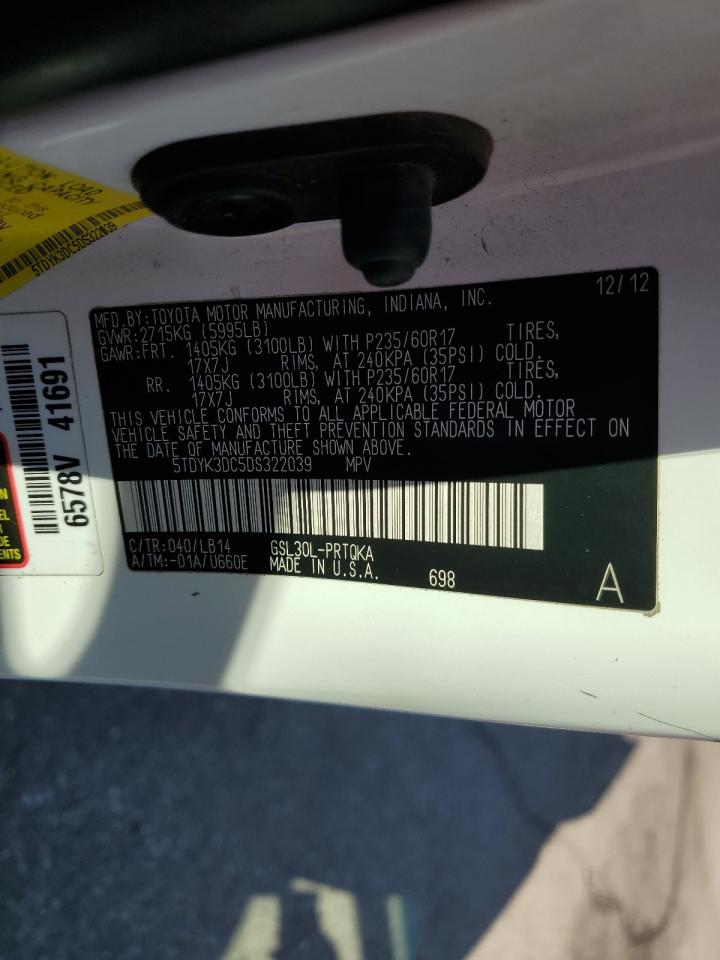 5TDYK3DC5DS322039
6578V 41691
MFD.BY:TOYOTA MOTOR MANUFACTURING, INDIANA, INC. 12/12
GVWR:2715KG (5995LB)
GAWR:FRT. 1405KG (3100LB) WITH P235/60R17 TIRES,
17X7J RIMS, AT 240KPA (35PSI) COLD.
RR. 1405KG (3100LB) WITH P235/60R17 TIRES,
17X7J RIMS, AT 240KPA (35PSI) COLD.
THIS VEHICLE CONFORMS TO ALL APPLICABLE FEDERAL MOTOR
VEHICLE SAFETY AND THEFT PREVENTION STANDARDS IN EFFECT ON
THE DATE OF MANUFACTURE SHOWN ABOVE.
5TDYK3DC5DS322039 MPV
C/TR:040/LB14 GSL30L-PRTQKA
A/TM:-01A/U660E MADE IN U.S.A. 698 A